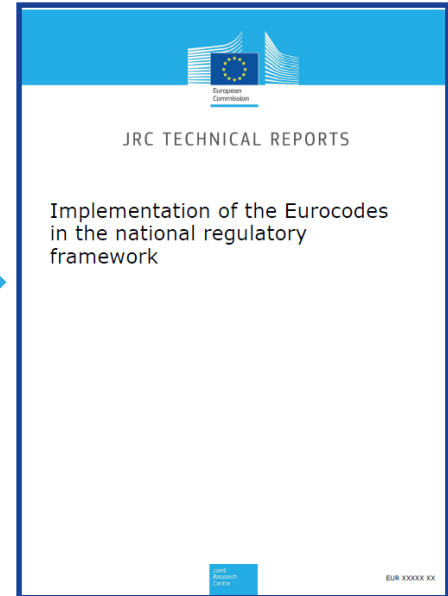 European
Commission
JRC TECHNICAL REPORTS
Implementation of the Eurocodes
in the national regulatory
framework
Joint
Research
Centre
EUR XXXXX XX